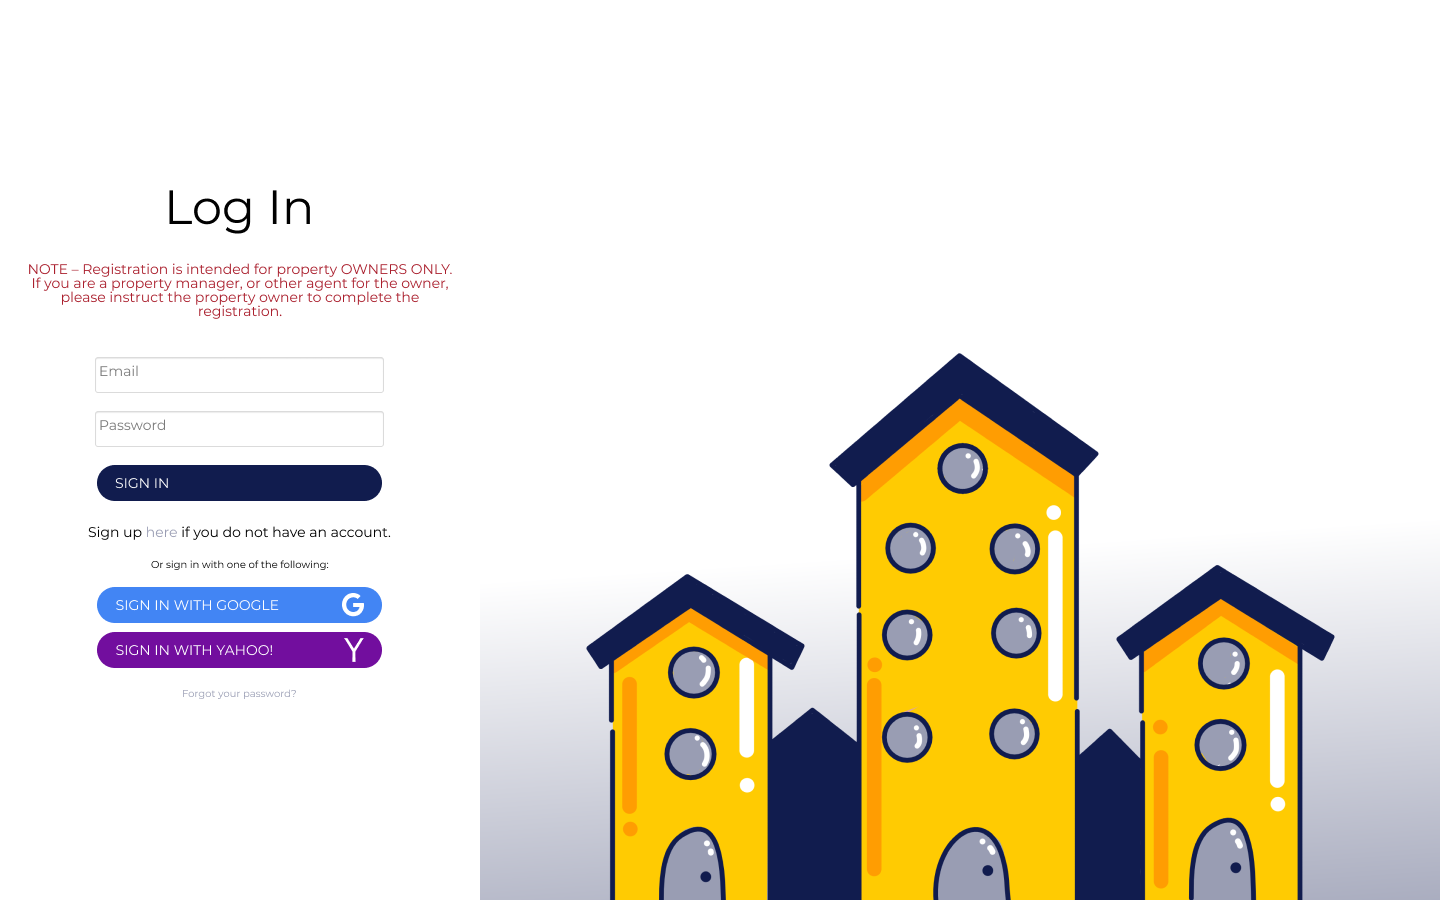 Log In
NOTE – Registration is intended for property OWNERS ONLY.
If you are a property manager, or other agent for the owner,
please instruct the property owner to complete the
registration.
Email
Password
SIGN IN
Sign up here if you do not have an account.
Or sign in with one of the following:
SIGN IN WITH GOOGLE G
SIGN IN WITH YAHOO! Y
Forgot your password?